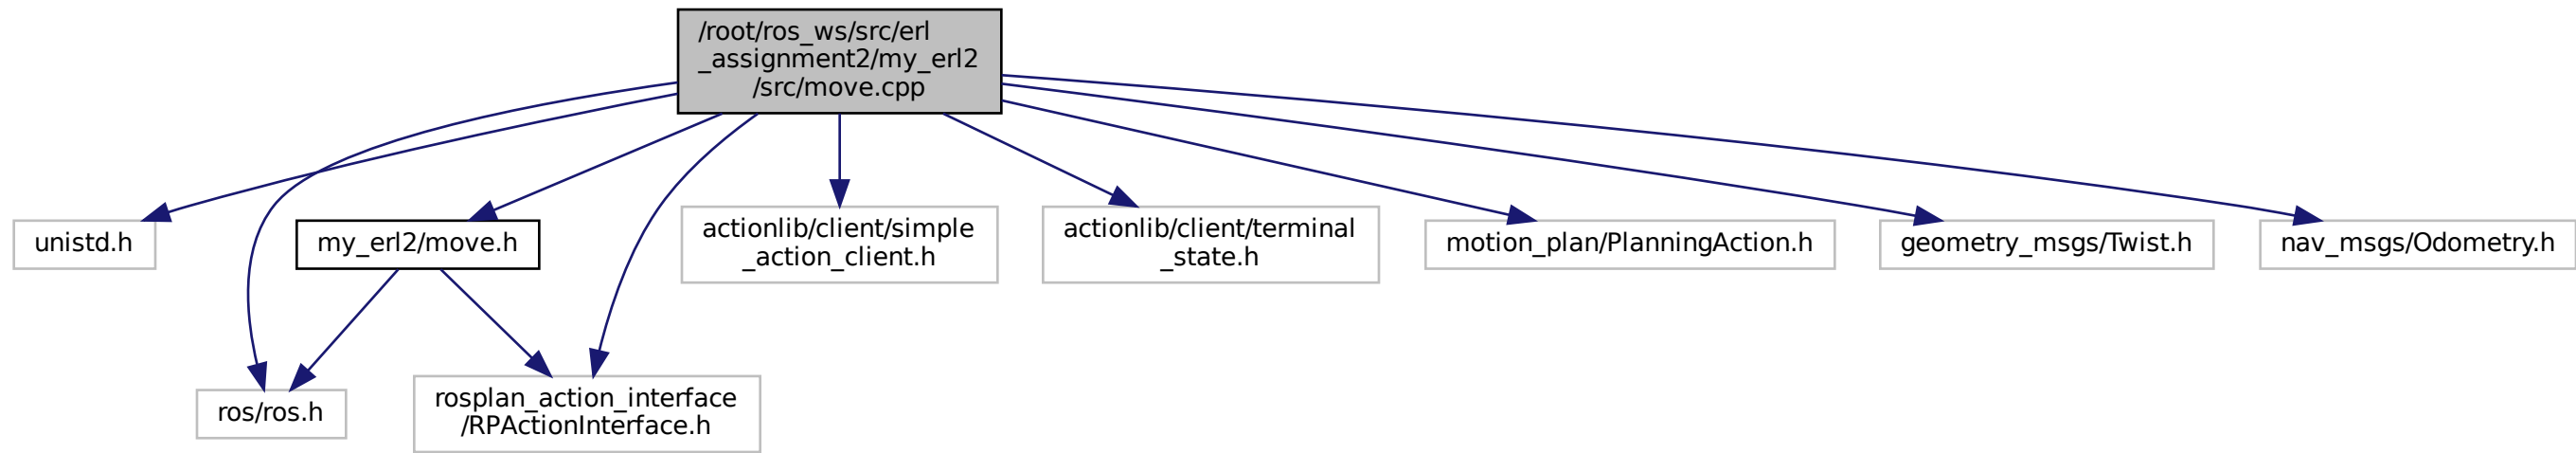 /root/ros_ws/src/erl
_assignment2/my_erl2
/src/move.cpp
unistd.h
my_erl2/move.h
actionlib/client/simple
_action_client.h
actionlib/client/terminal
_state.h
motion_plan/PlanningAction.h
geometry_msgs/Twist.h
nav_msgs/Odometry.h
ros/ros.h
rosplan_action_interface
/RPActionInterface.h